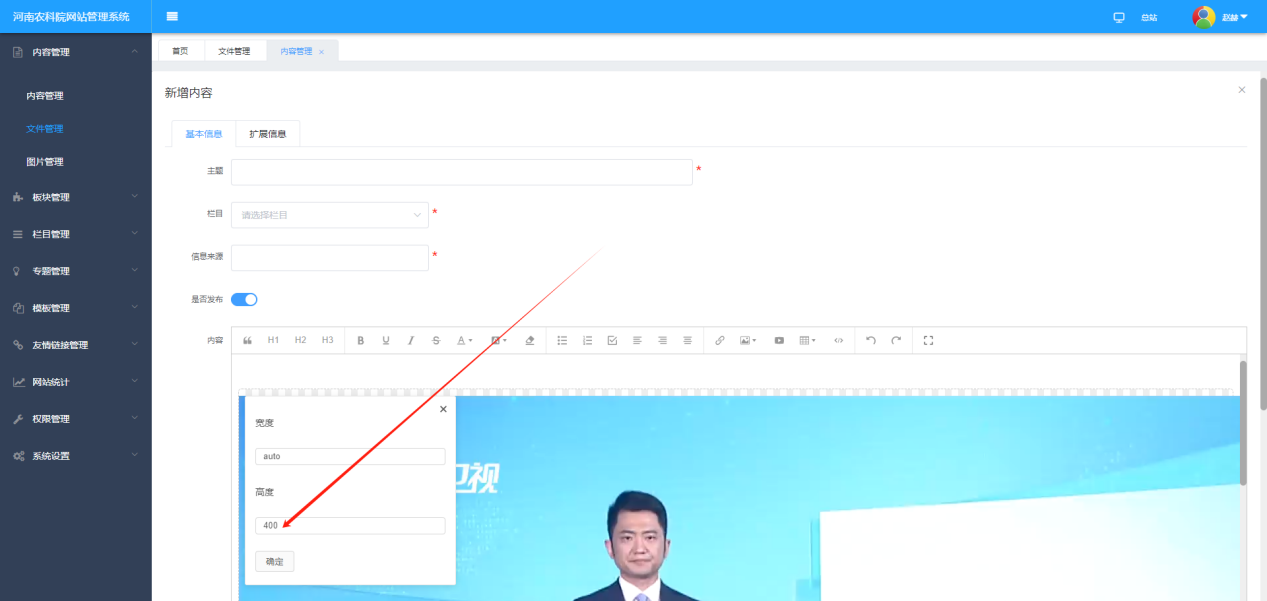 河南农科院网站管理系统
总站
赵赫
内容管理
内容管理
文件管理
图片管理
板块管理
栏目管理
专题管理
模板管理
友情链接管理
网站统计
权限管理
系统设置
首页 文件管理 内容管理 ×
新增内容 ×
基本信息 扩展信息
主题 *
栏目 请选择栏目 *
信息来源 *
是否发布
内容
H1 H2 H3 B U I S A
×
宽度
auto
高度
400
确定
卫视